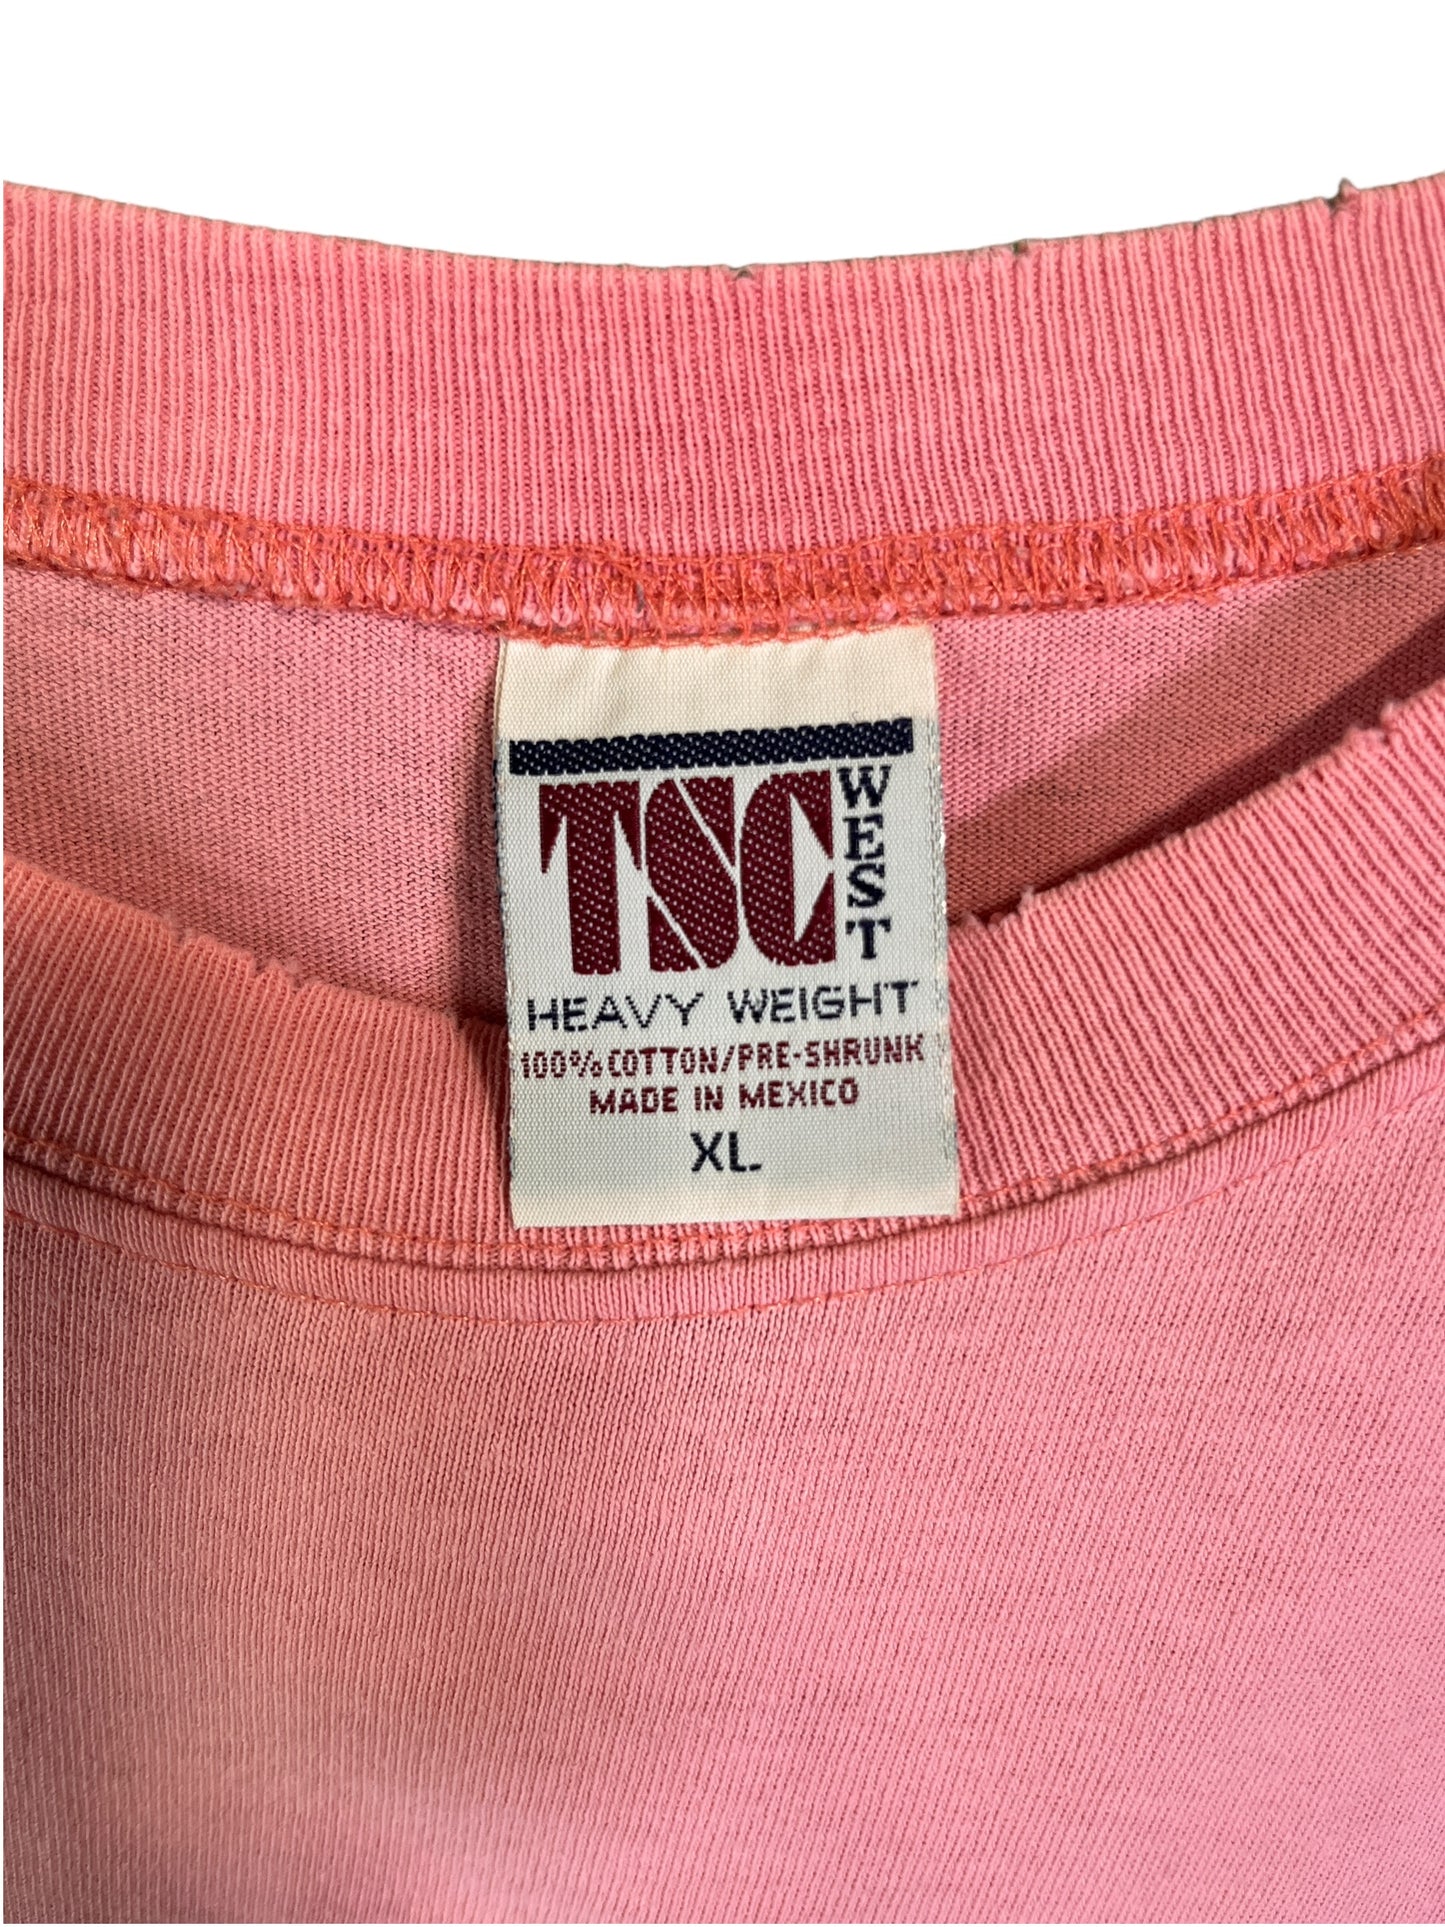 TSC WEST
HEAVY WEIGHT
100% COTTON/PRE-SHRUNK
MADE IN MEXICO
XL.